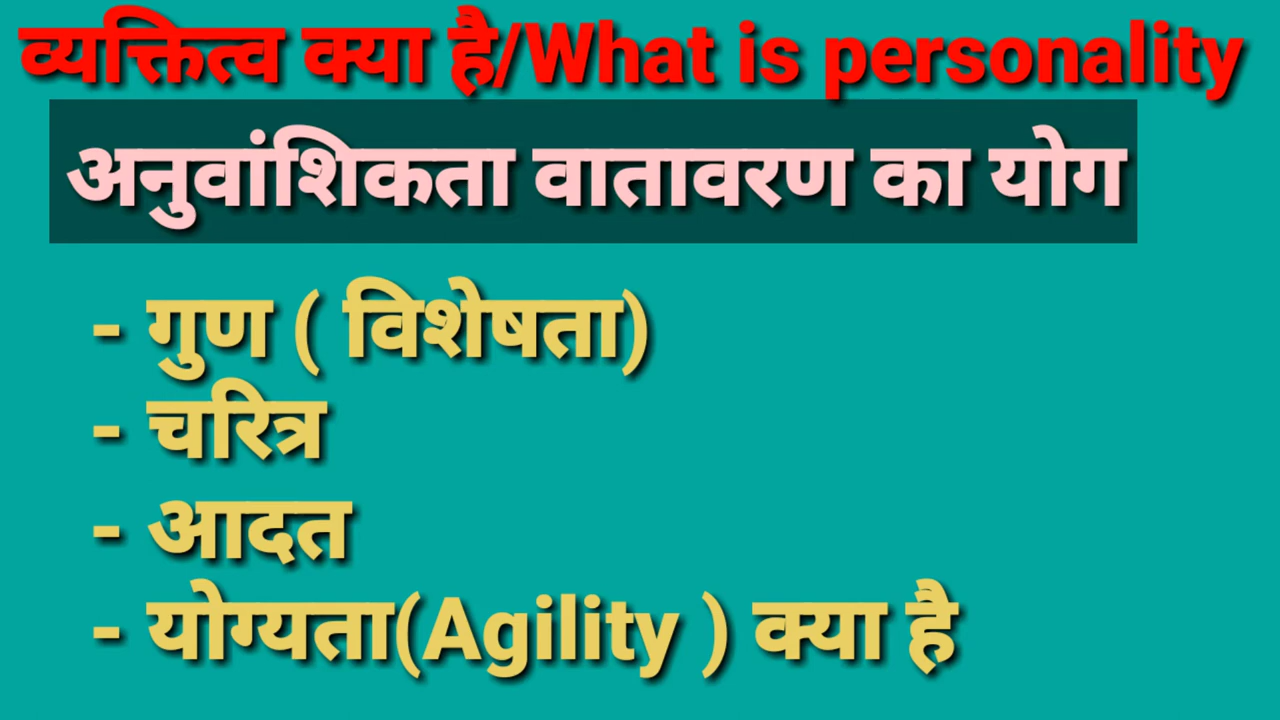 व्यक्तित्व क्या है/What is personality
अनुवांशिकता वातावरण का योग
- गुण ( विशेषता)
- चरित्र
- आदत
- योग्यता(Agility ) क्या है